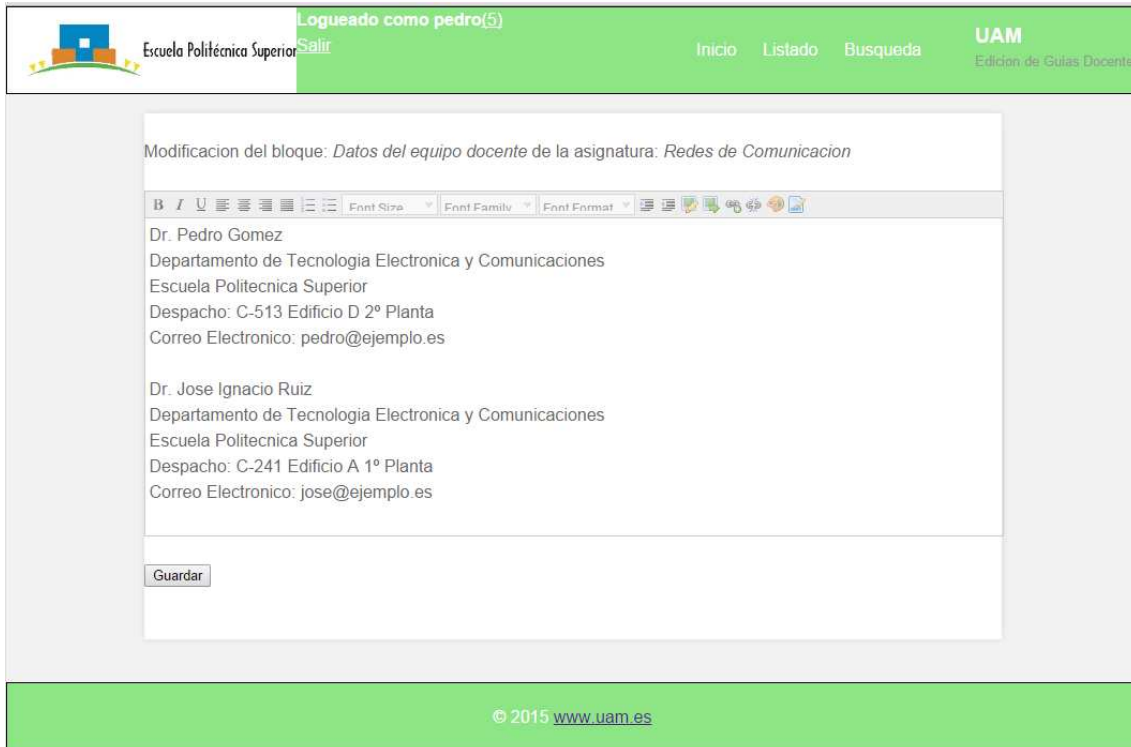 Escuela Politécnica Superior
Logueado como pedro(5)
Salir
Inicio Listado Busqueda
UAM
Edicion de Guias Docente
Modificacion del bloque: Datos del equipo docente de la asignatura: Redes de Comunicacion
B I U Font Size Font Family Font Format
Dr. Pedro Gomez
Departamento de Tecnologia Electronica y Comunicaciones
Escuela Politecnica Superior
Despacho: C-513 Edificio D 2º Planta
Correo Electronico: pedro@ejemplo.es
Dr. Jose Ignacio Ruiz
Departamento de Tecnologia Electronica y Comunicaciones
Escuela Politecnica Superior
Despacho: C-241 Edificio A 1º Planta
Correo Electronico: jose@ejemplo.es
Guardar
© 2015 www.uam.es